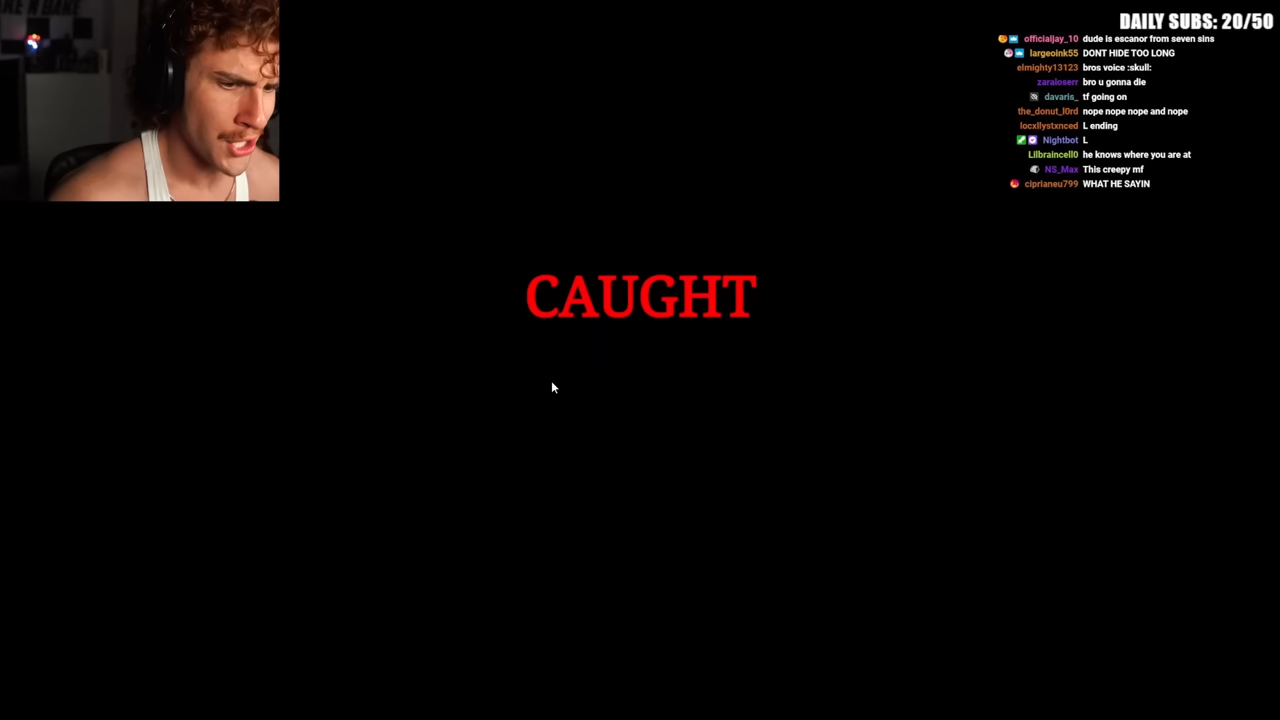 DAILY SUBS: 20/50
officialjay_10 dude is escanor from seven sins
largeoink55 DONT HIDE TOO LONG
elmighty13123 bros voice :skull:
zaraloserr bro u gonna die
davaris_ tf going on
the_donut_l0rd nope nope nope and nope
locxllystxnced L ending
Nightbot L
Lilbraincell0 he knows where you are at
NS_Max This creepy mf
ciprianeu799 WHAT HE SAYIN
CAUGHT